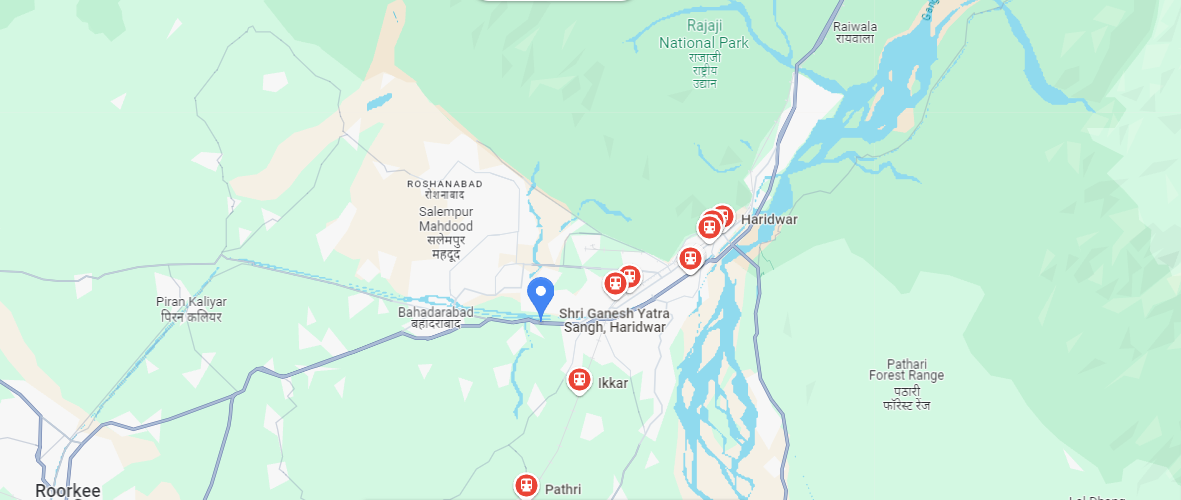 Rajaji
National Park
राजाजी
राष्ट्रीय
उद्यान
Raiwala
रायवाला
ROSHANABAD
रोशनाबाद
Salempur
Mahdood
सलेमपुर
महदूद
Haridwar
Piran Kaliyar
पिरन कलियर
Bahadarabad
बहादराबाद
Shri Ganesh Yatra
Sangh, Haridwar
Ikkar
Pathari
Forest Range
पठारी
फॉरेस्ट रेंज
Roorkee
Pathri